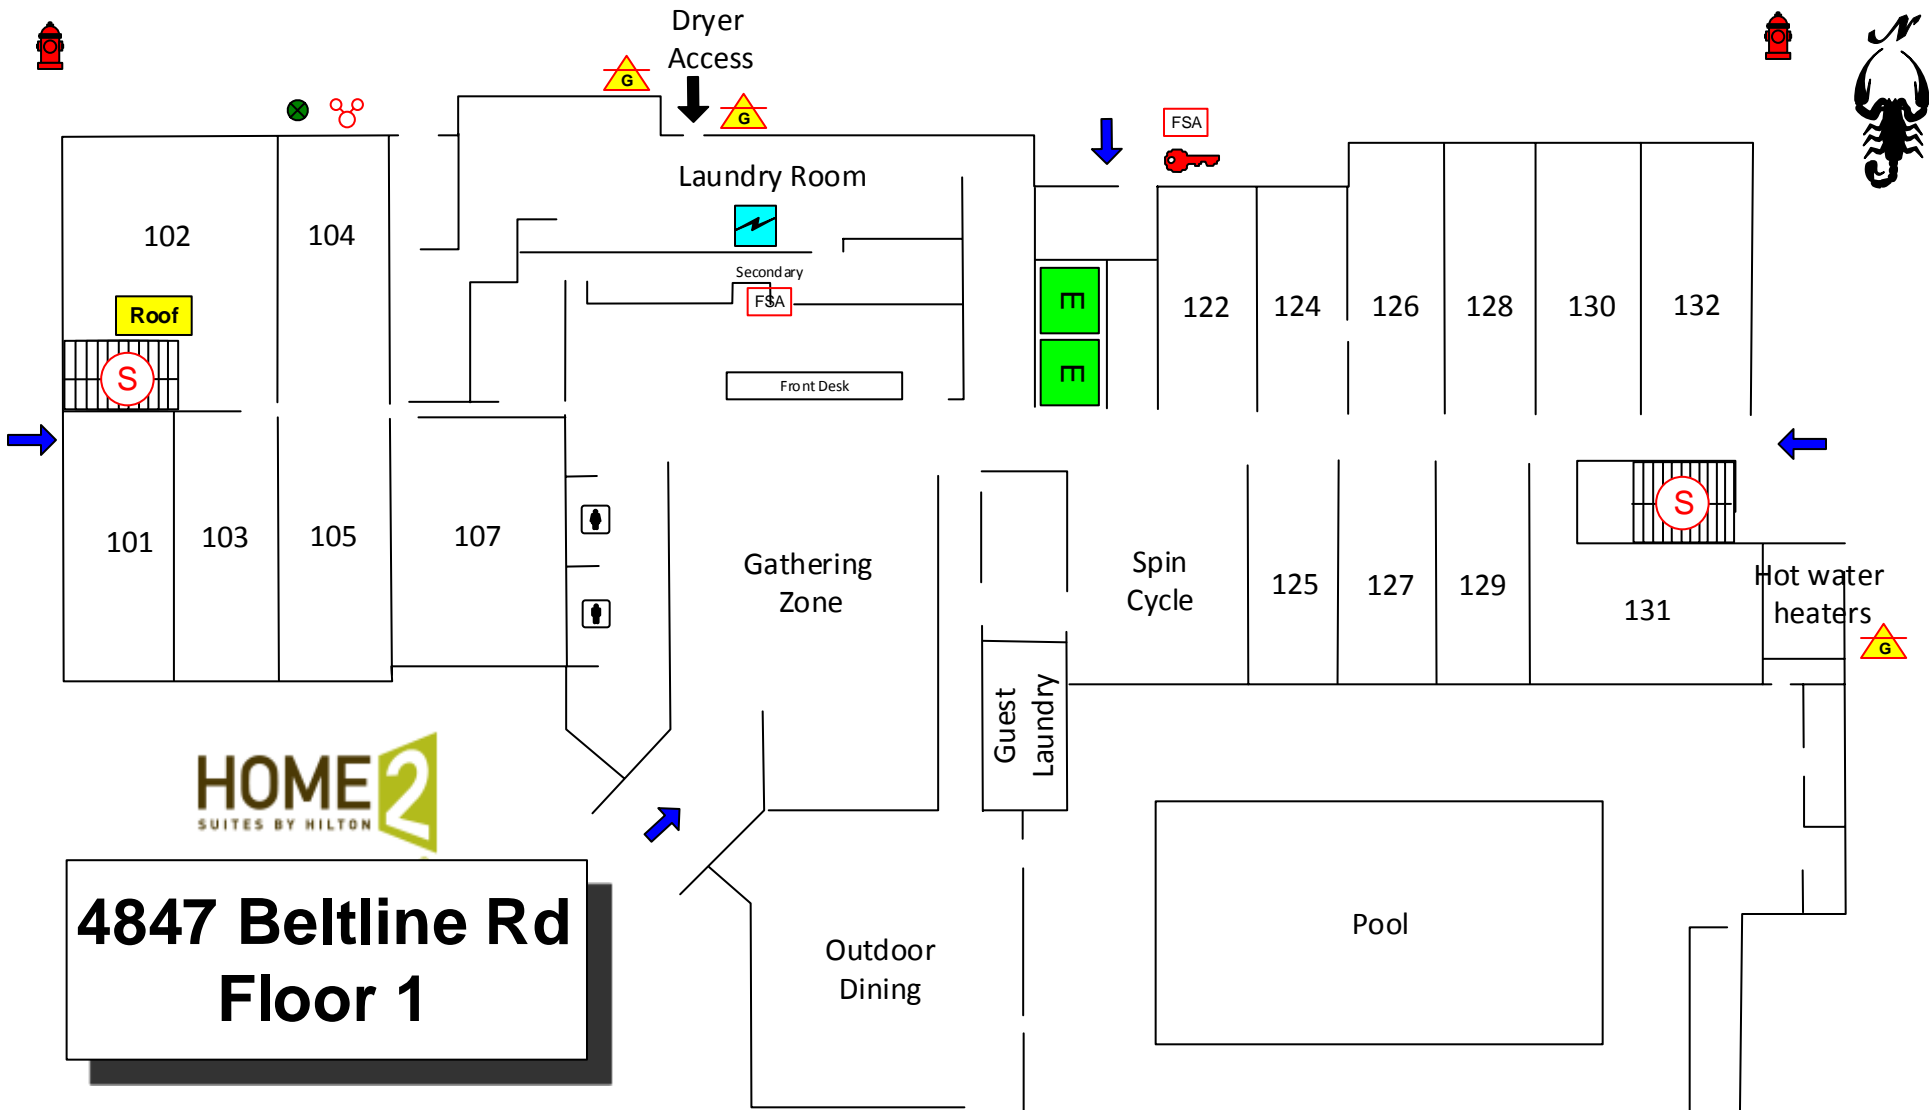 Dryer
Access
N
G
G
FSA
Laundry Room
102
104
Secondary
FSA
Roof
S
E
E
122
124
126
128
130
132
Front Desk
101
103
105
107
Gathering
Zone
Spin
Cycle
125
127
129
131
S
Hot water
heaters
G
Guest
Laundry
HOME2
SUITES BY HILTON
4847 Beltline Rd
Floor 1
Outdoor
Dining
Pool